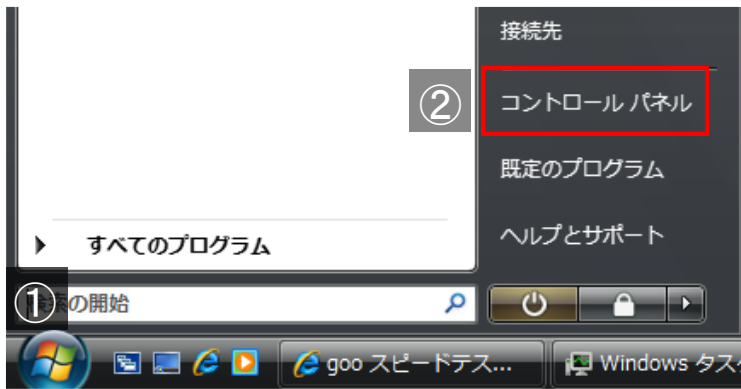 接続先
②
コントロール パネル
既定のプログラム
すべてのプログラム
ヘルプとサポート
①
の開始
goo スピードテス...
Windows タス